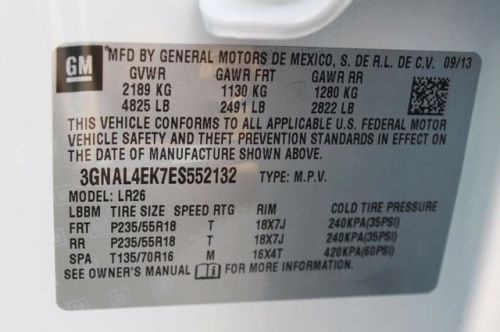 GM
MFD BY GENERAL MOTORS DE MEXICO, S. DE R.L. DE C.V. 09/13
GVWR GAWR FRT GAWR RR
2189 KG 1130 KG 1280 KG
4825 LB 2491 LB 2822 LB
THIS VEHICLE CONFORMS TO ALL APPLICABLE U.S. FEDERAL MOTOR
VEHICLE SAFETY AND THEFT PREVENTION STANDARDS IN EFFECT ON
THE DATE OF MANUFACTURE SHOWN ABOVE.
3GNAL4EK7ES552132 TYPE: M.P.V.
MODEL: LR26
LBBM TIRE SIZE SPEED RTG RIM COLD TIRE PRESSURE
FRT P235/55R18 T 18X7J 240KPA(35PSI)
RR P235/55R18 T 18X7J 240KPA(35PSI)
SPA T135/70R16 M 16X4T 420KPA(60PSI)
SEE OWNER'S MANUAL FOR MORE INFORMATION.